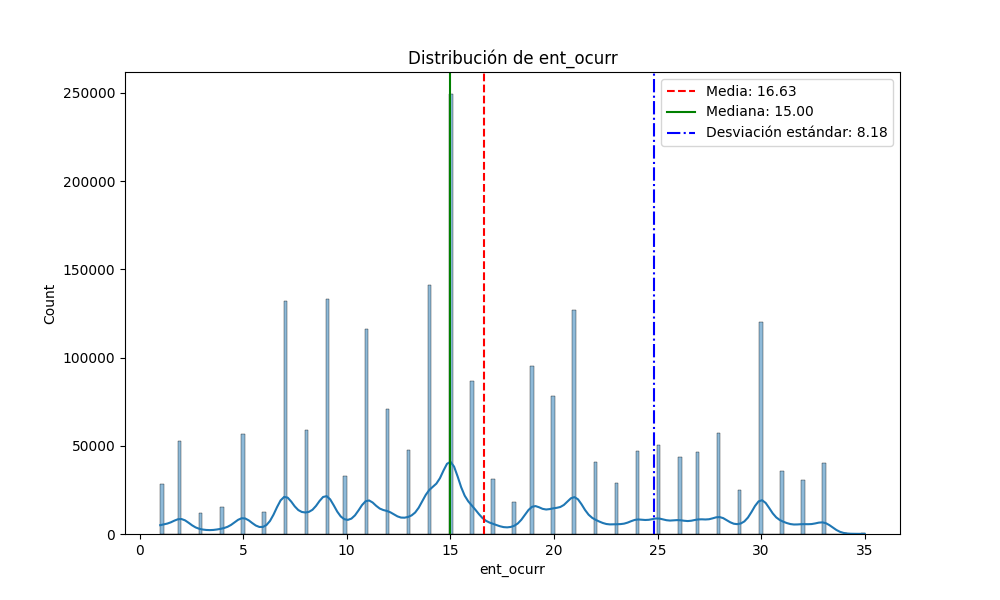 Distribución de ent_ocurr
Media: 16.63
Mediana: 15.00
Desviación estándar: 8.18
Count
250000
200000
150000
100000
50000
0
0 5 10 15 20 25 30 35
ent_ocurr